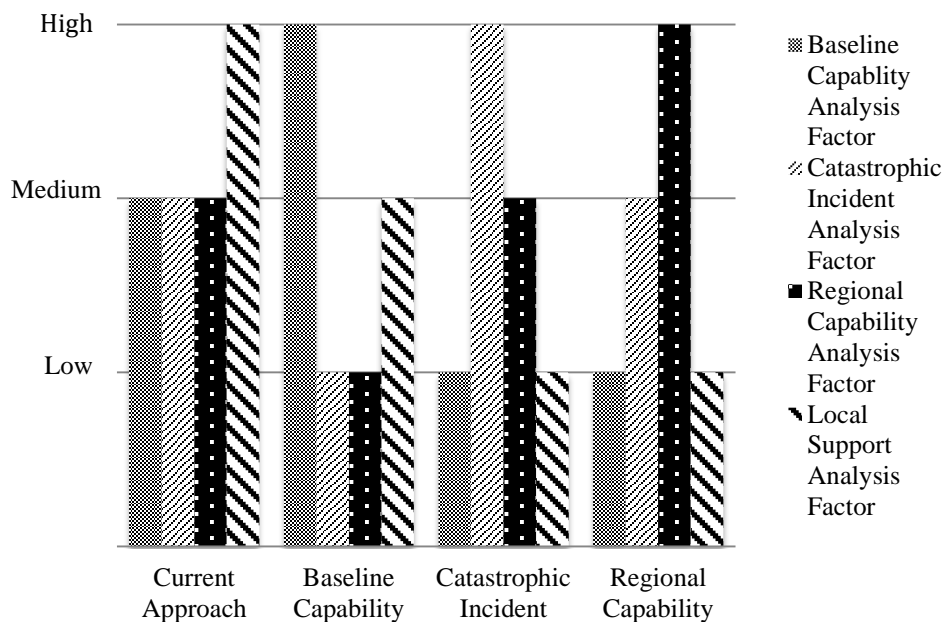 High
Medium
Low
Current
Approach
Baseline
Capability
Catastrophic
Incident
Regional
Capability
Baseline
Capablity
Analysis
Factor
Catastrophic
Incident
Analysis
Factor
Regional
Capability
Analysis
Factor
Local
Support
Analysis
Factor